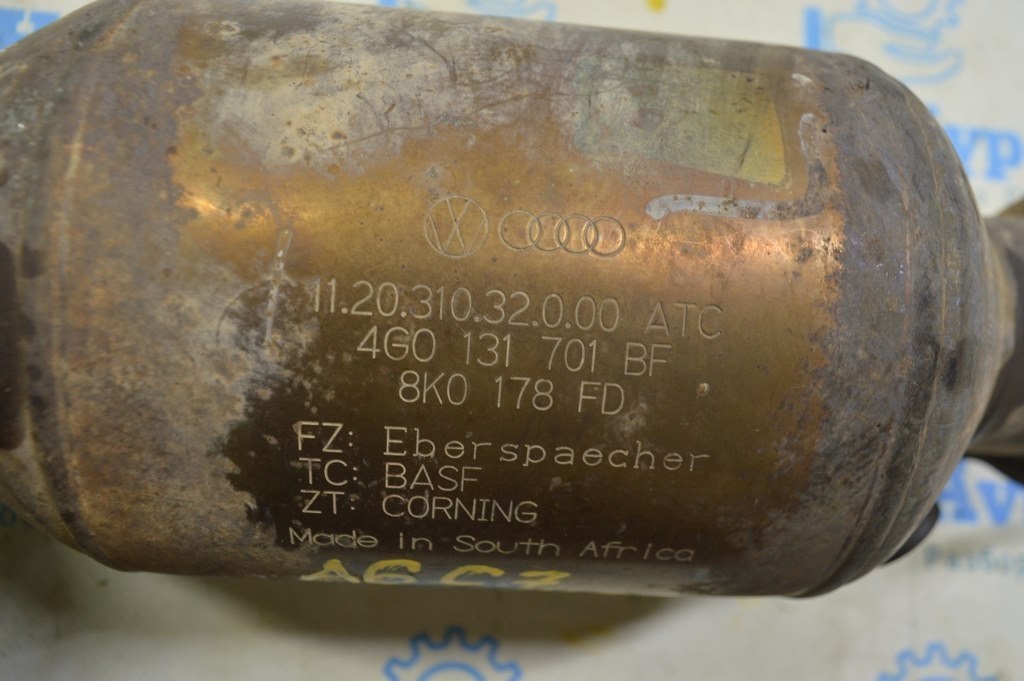 11.20.310.32.0.00 ATC
4G0 131 701 BF
8K0 178 FD
FZ: Eberspaecher
TC: BASF
ZT: CORNING
Made in South Africa